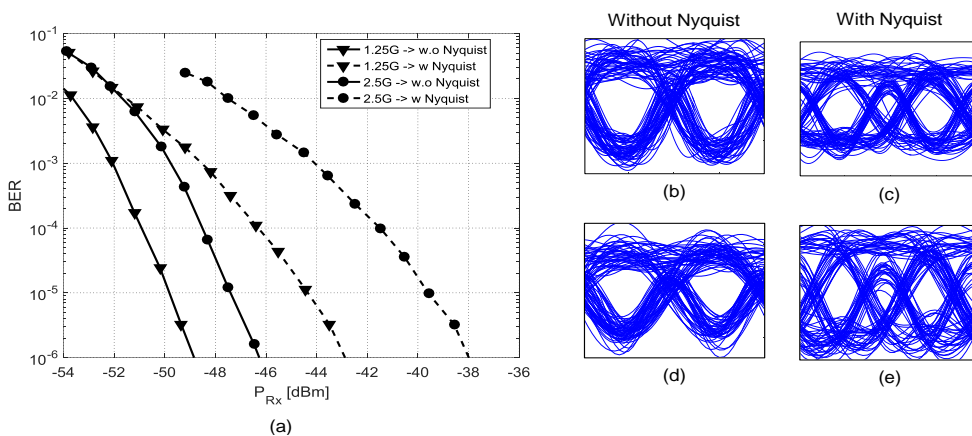 Without Nyquist
With Nyquist
10^-1
10^-2
10^-3
10^-4
10^-5
10^-6
BER
1.25G -> w.o Nyquist
1.25G -> w Nyquist
2.5G -> w.o Nyquist
2.5G -> w Nyquist
-54 -52 -50 -48 -46 -44 -42 -40 -38 -36
P_Rx [dBm]
(a)
(b)
(c)
(d)
(e)